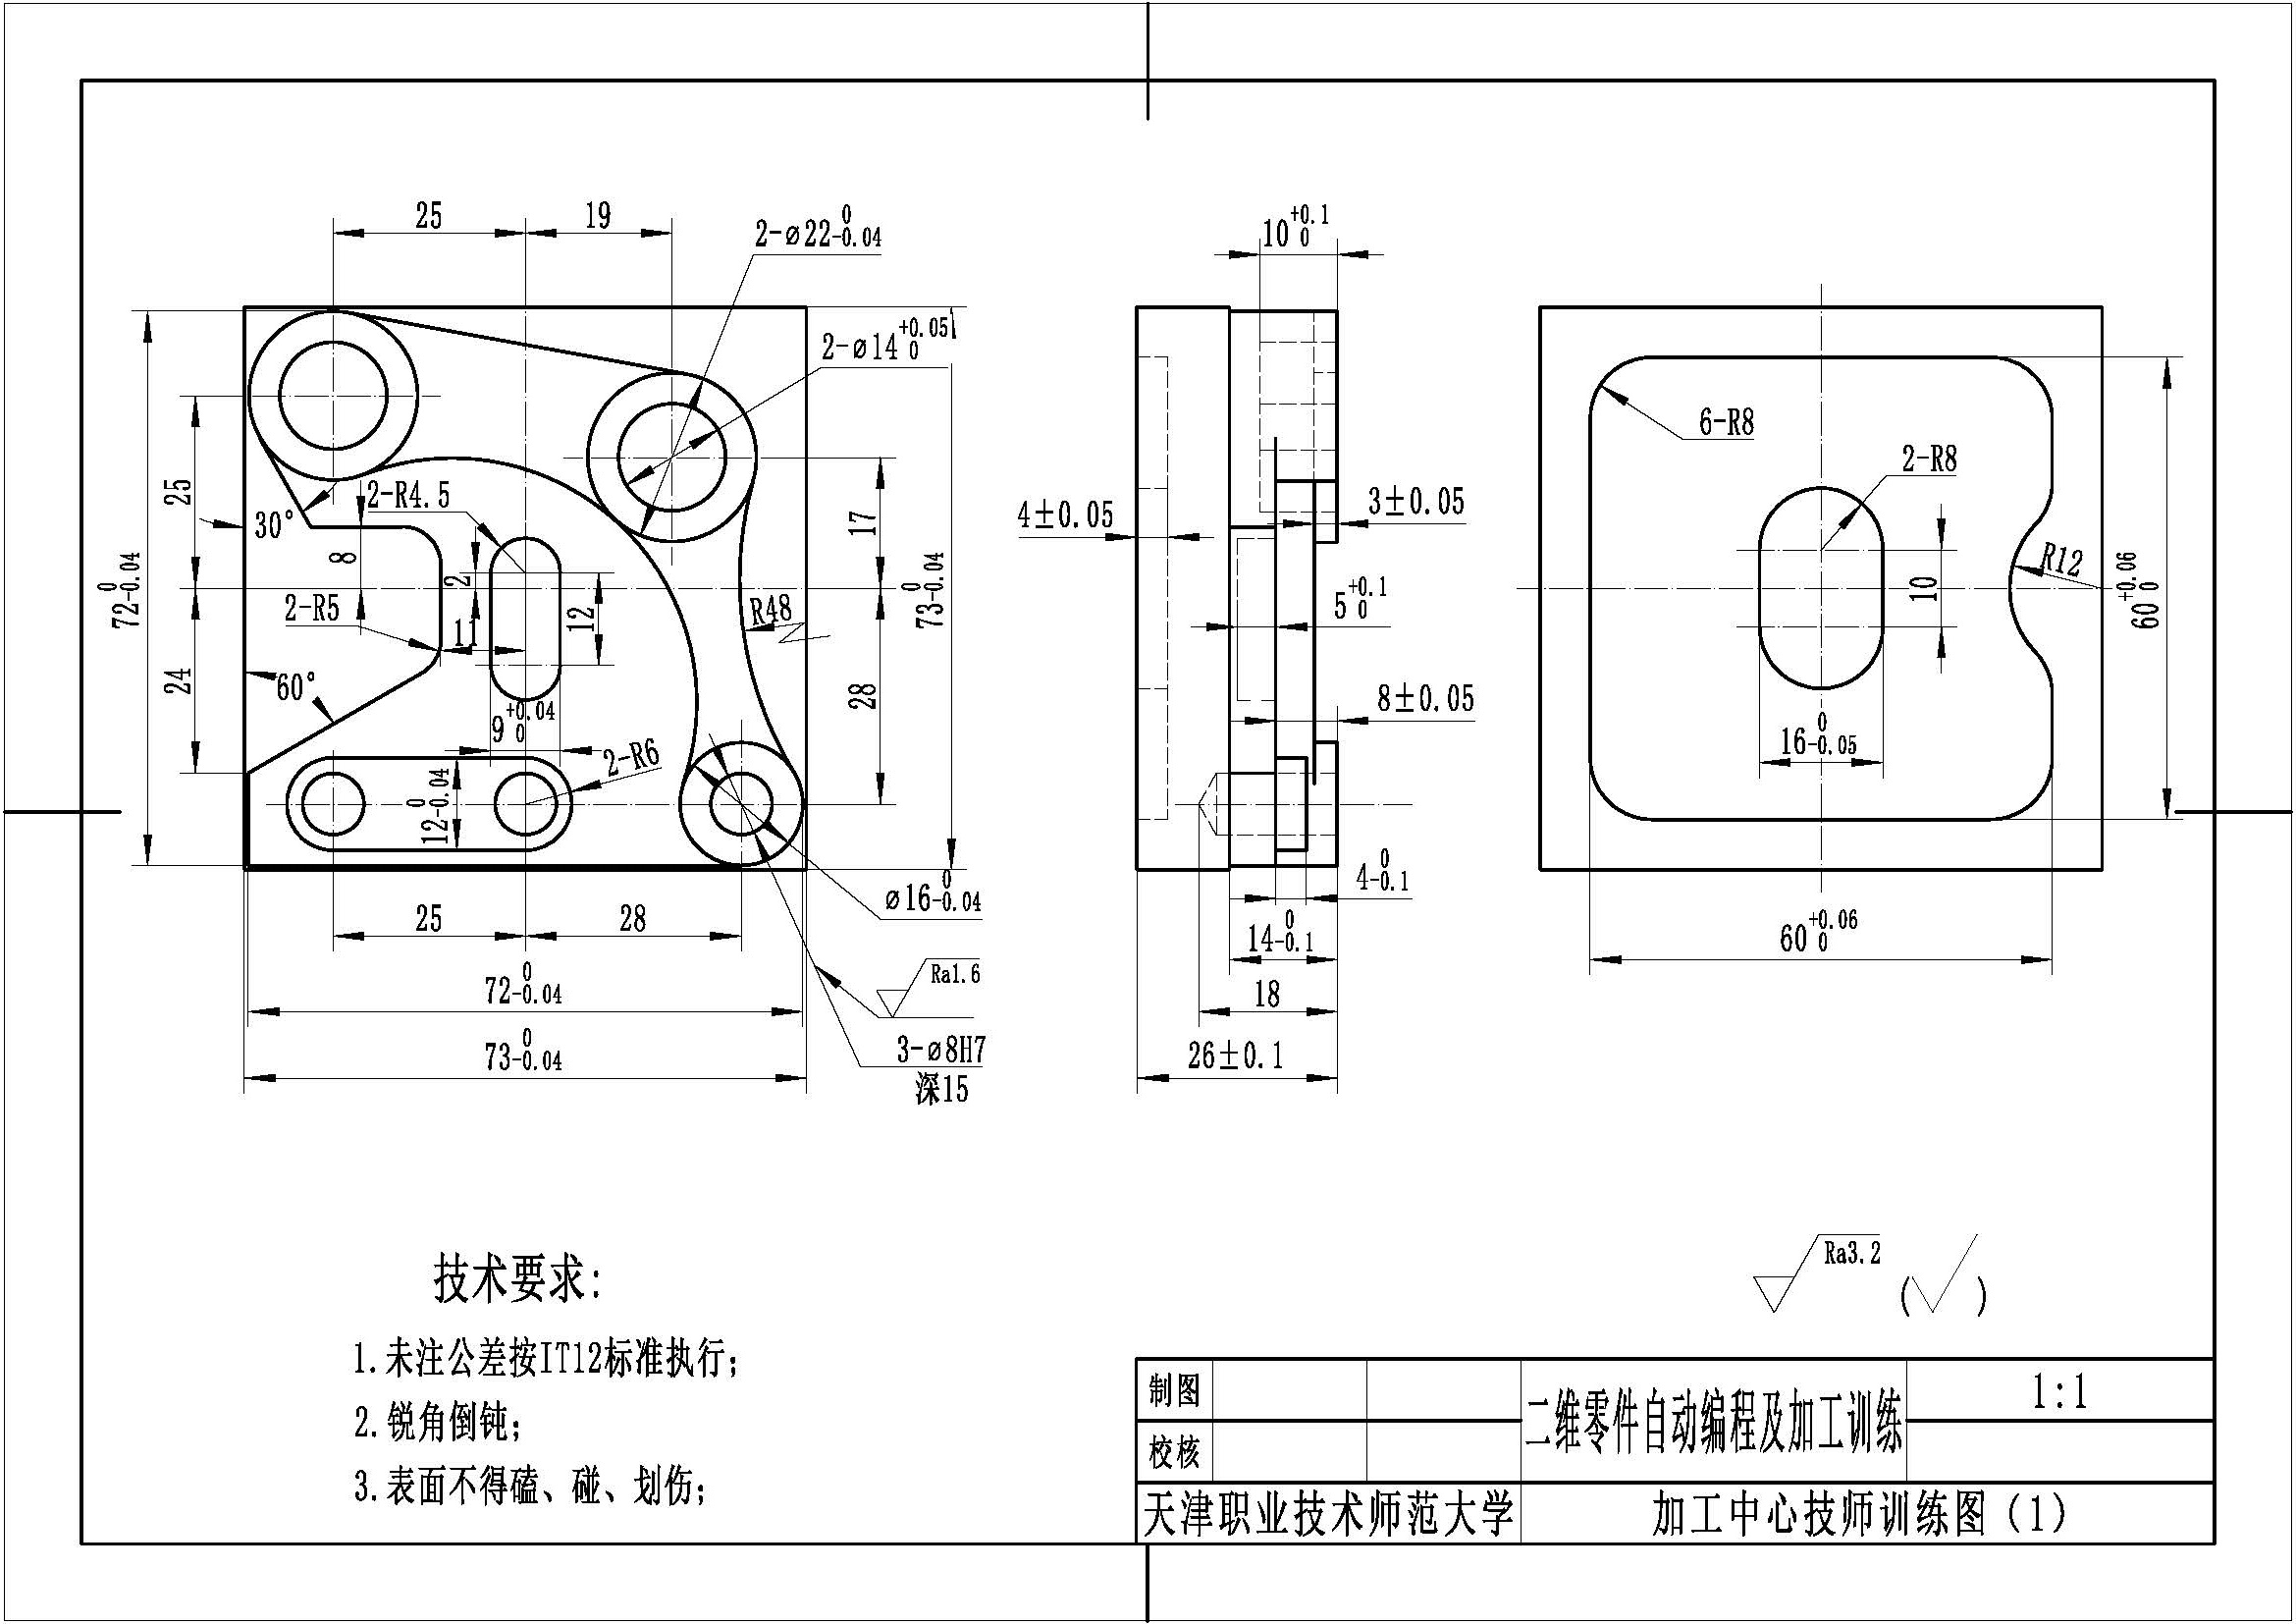 25
19
2-⌀22 0 -0.04
2-⌀14 +0.05 0
10 +0.1 0
6-R8
2-R8
2-R4.5
25
30°
8
2
17
4±0.05
3±0.05
72 0 -0.04
73 0 -0.04
2-R5
11
12
R48
5 +0.1 0
R12
10
60 +0.06 0
24
60°
28
8±0.05
9 +0.04 0
2-R6
16 0 -0.05
12 0 -0.04
⌀16 0 -0.04
4 0 -0.1
25
28
14 0 -0.1
60 +0.06 0
Ra1.6
72 0 -0.04
18
73 0 -0.04
3-⌀8H7
深15
26±0.1
技术要求:
1.未注公差按IT12标准执行;
2.锐角倒钝;
3.表面不得磕、碰、划伤;
Ra3.2
( )
制图
二维零件自动编程及加工训练
1:1
校核
天津职业技术师范大学
加工中心技师训练图(1)